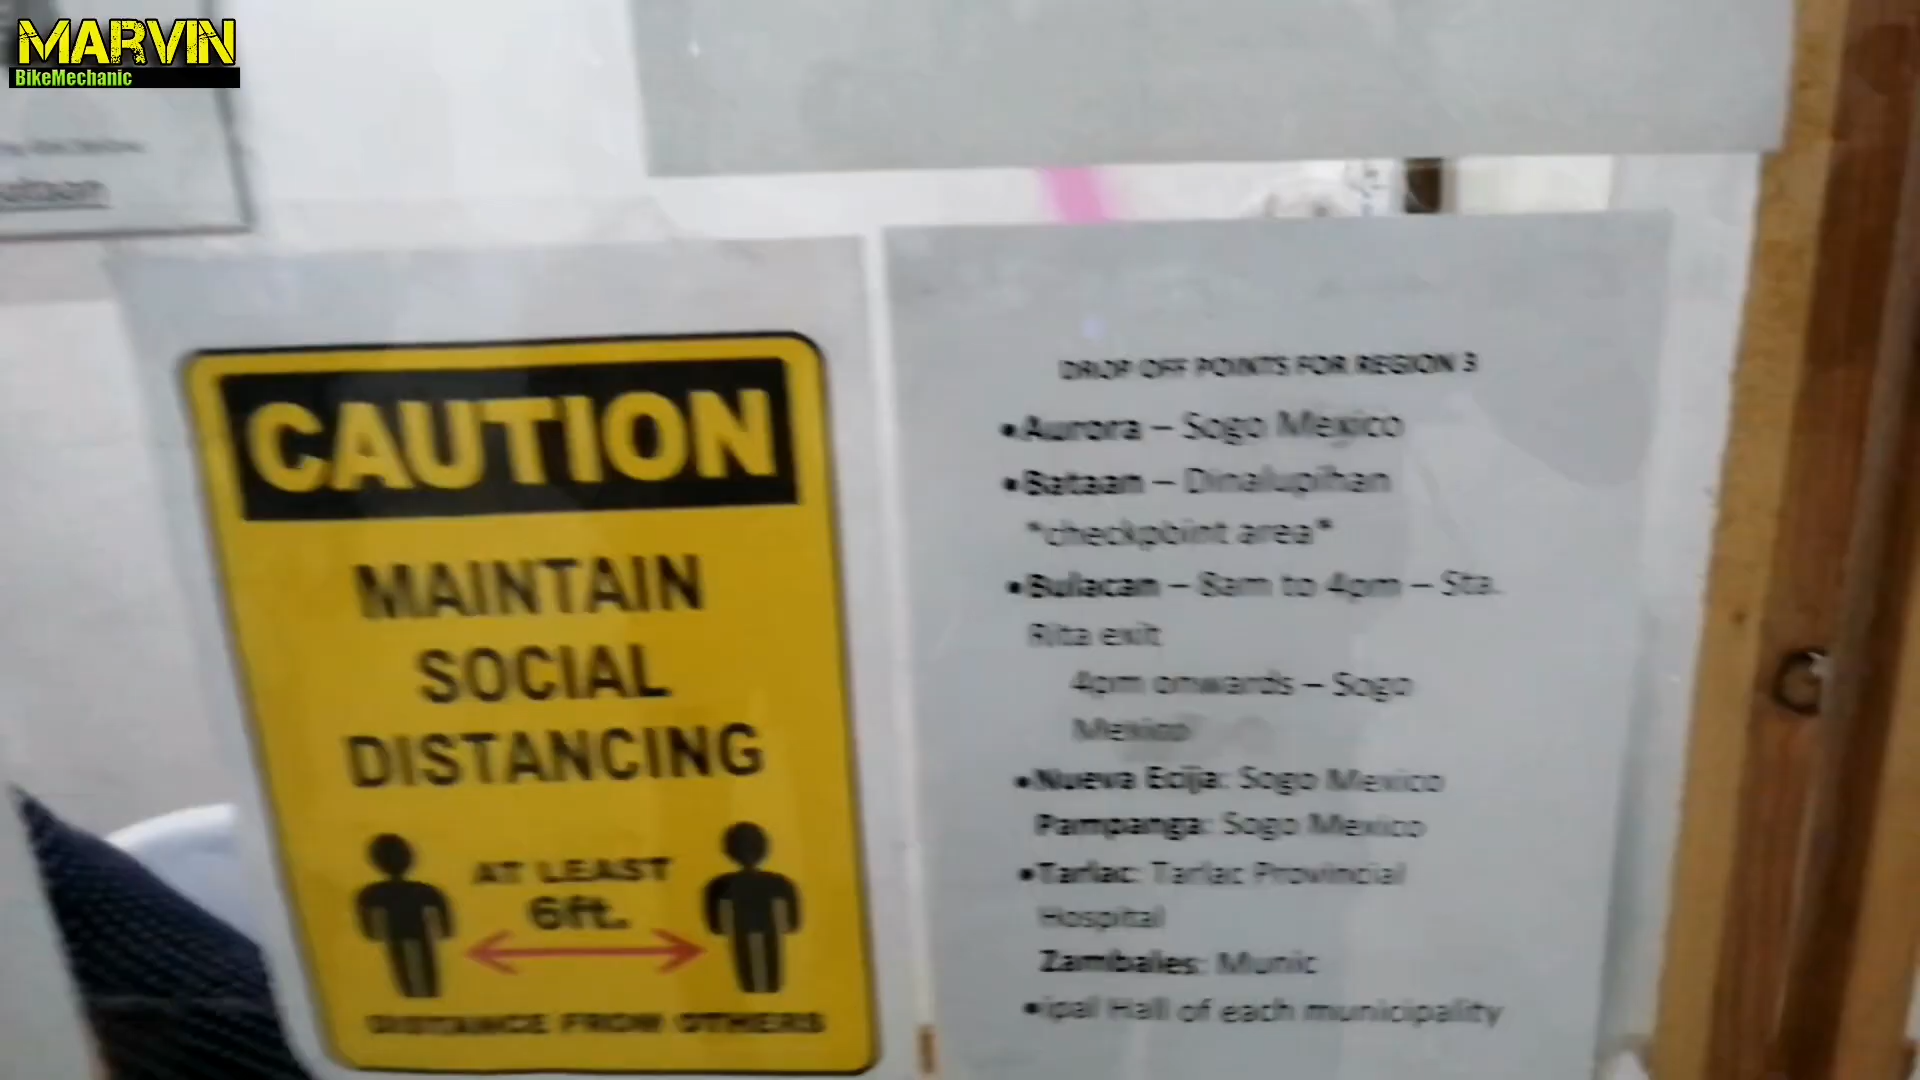 MARVIN
BikeMechanic
CAUTION
MAINTAIN
SOCIAL
DISTANCING
AT LEAST
6ft.
DISTANCE FROM OTHERS
DROP OFF POINTS FOR REGION 3
•Aurora – Sogo Mexico
•Bataan – Dinalupihan
*checkpoint area*
•Bulacan – 8am to 4pm – Sta.
Rita exit
4pm onwards – Sogo
Mexico
•Nueva Ecija: Sogo Mexico
Pampanga: Sogo Mexico
•Tarlac: Tarlac Provincial
Hospital
Zambales: Munic
•ipal Hall of each municipality